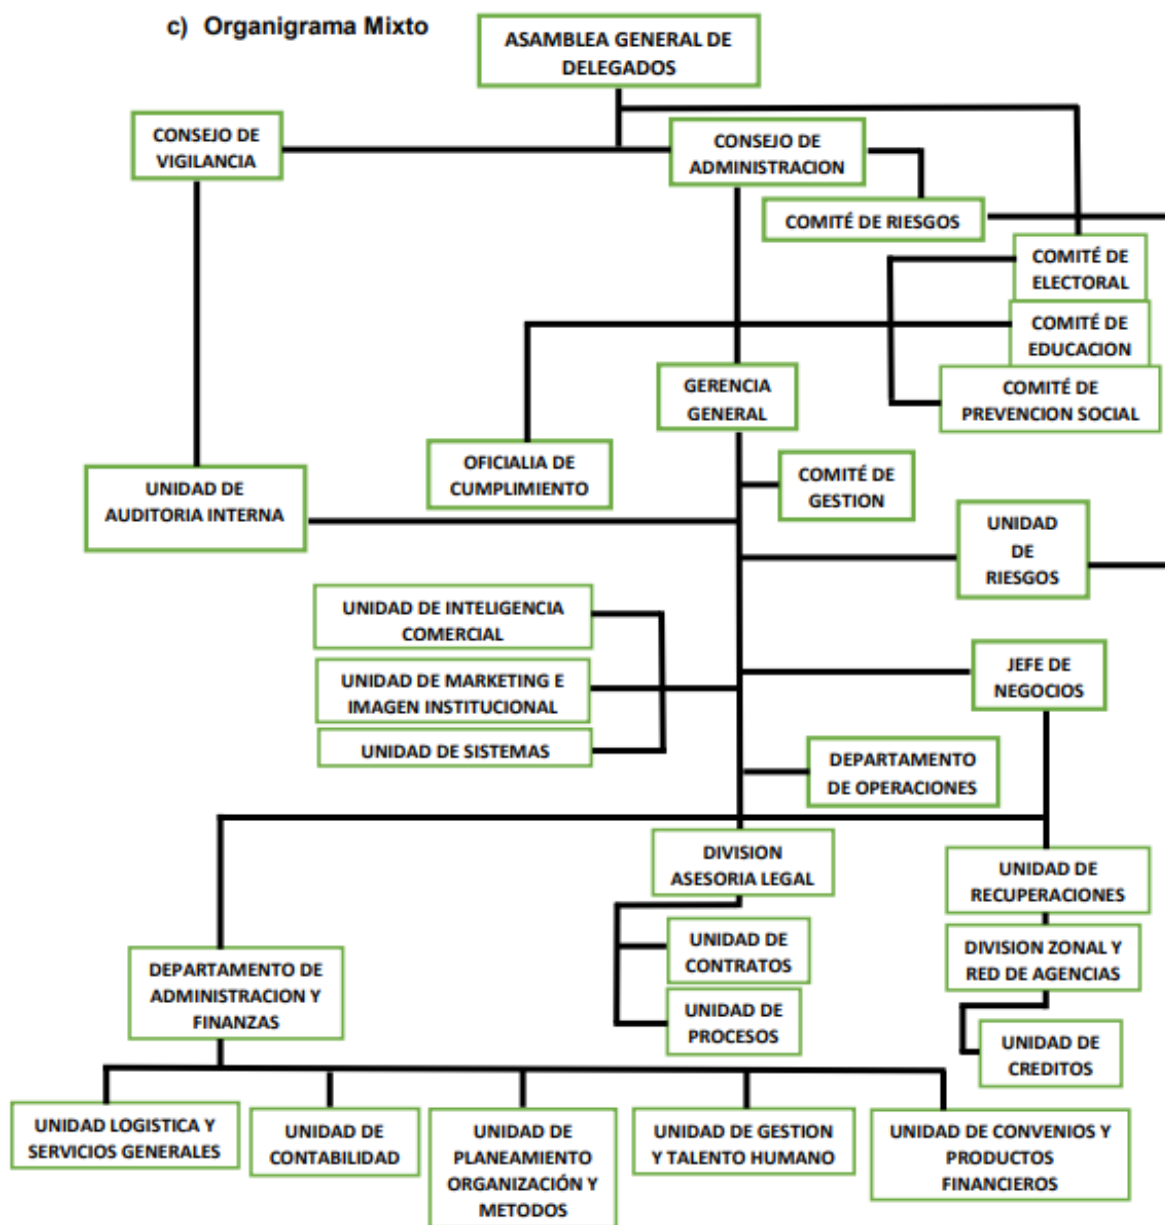 c) Organigrama Mixto
ASAMBLEA GENERAL DE
DELEGADOS
CONSEJO DE
VIGILANCIA
CONSEJO DE
ADMINISTRACION
COMITÉ DE RIESGOS
COMITÉ DE
ELECTORAL
COMITÉ DE
EDUCACION
COMITÉ DE
PREVENCION SOCIAL
GERENCIA
GENERAL
OFICIALIA DE
CUMPLIMIENTO
COMITÉ DE
GESTION
UNIDAD DE
AUDITORIA INTERNA
UNIDAD
DE
RIESGOS
UNIDAD DE INTELIGENCIA
COMERCIAL
UNIDAD DE MARKETING E
IMAGEN INSTITUCIONAL
UNIDAD DE SISTEMAS
JEFE DE
NEGOCIOS
DEPARTAMENTO
DE OPERACIONES
DIVISION
ASESORIA LEGAL
UNIDAD DE
RECUPERACIONES
UNIDAD DE
CONTRATOS
DIVISION ZONAL Y
RED DE AGENCIAS
DEPARTAMENTO DE
ADMINISTRACION Y
FINANZAS
UNIDAD DE
PROCESOS
UNIDAD DE
CREDITOS
UNIDAD LOGISTICA Y
SERVICIOS GENERALES
UNIDAD DE
CONTABILIDAD
UNIDAD DE
PLANEAMIENTO
ORGANIZACIÓN Y
METODOS
UNIDAD DE GESTION
Y TALENTO HUMANO
UNIDAD DE CONVENIOS Y
PRODUCTOS
FINANCIEROS